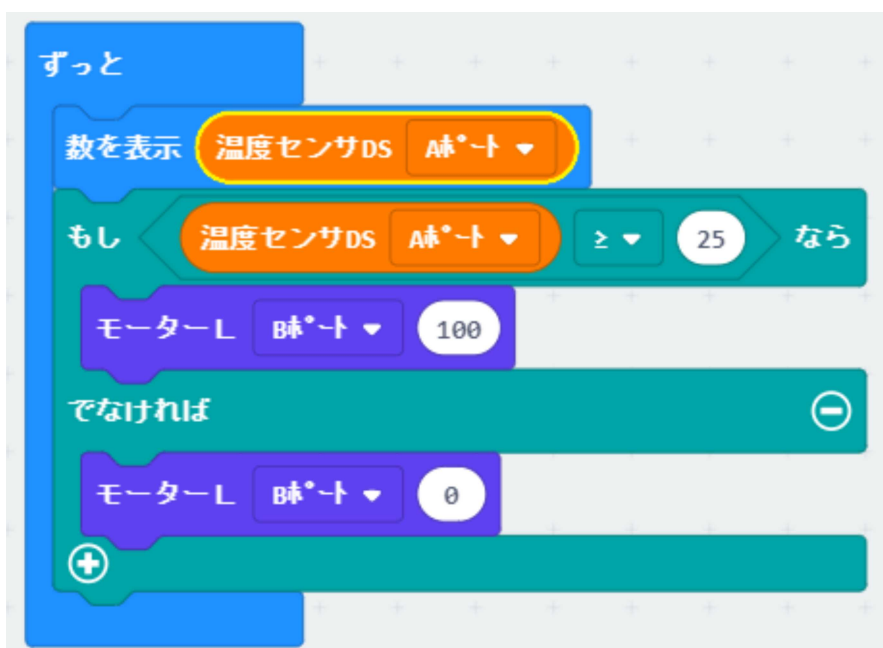 ずっと
数を表示 温度センサDS Aﾎﾟｰﾄ
もし 温度センサDS Aﾎﾟｰﾄ ≥ 25 なら
モーターL Bﾎﾟｰﾄ 100
でなければ
モーターL Bﾎﾟｰﾄ 0